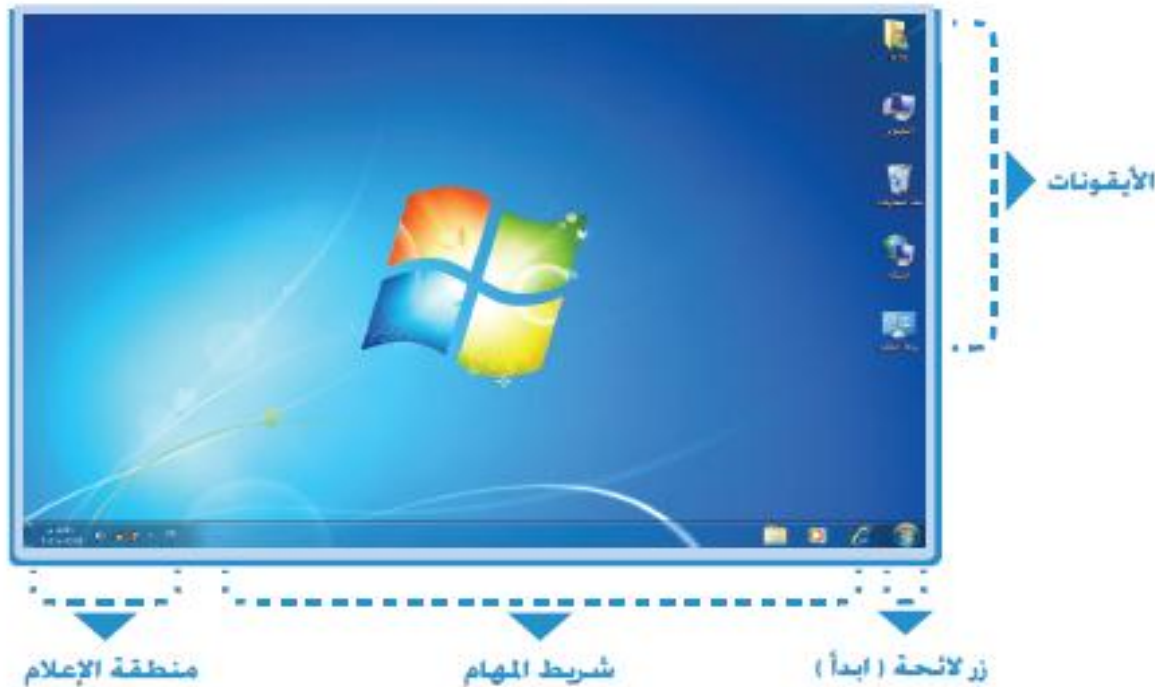 الأيقونات
زر لائحة ( ابدأ )
شريط المهام
منطقة الإعلام